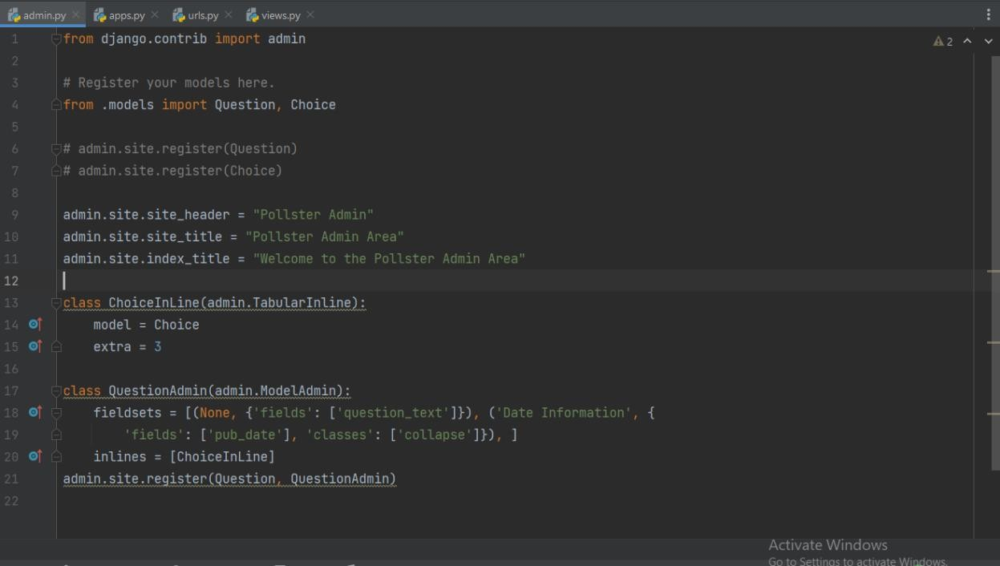 admin.py
apps.py
urls.py
views.py
2
1 from django.contrib import admin
2
3 # Register your models here.
4 from .models import Question, Choice
5
6 # admin.site.register(Question)
7 # admin.site.register(Choice)
8
9 admin.site.site_header = "Pollster Admin"
10 admin.site.site_title = "Pollster Admin Area"
11 admin.site.index_title = "Welcome to the Pollster Admin Area"
12
13 class ChoiceInLine(admin.TabularInline):
14     model = Choice
15     extra = 3
16
17 class QuestionAdmin(admin.ModelAdmin):
18     fieldsets = [(None, {'fields': ['question_text']}), ('Date Information', {
19         'fields': ['pub_date'], 'classes': ['collapse']}), ]
20     inlines = [ChoiceInLine]
21 admin.site.register(Question, QuestionAdmin)
22
Activate Windows
Go to Settings to activate Windows.